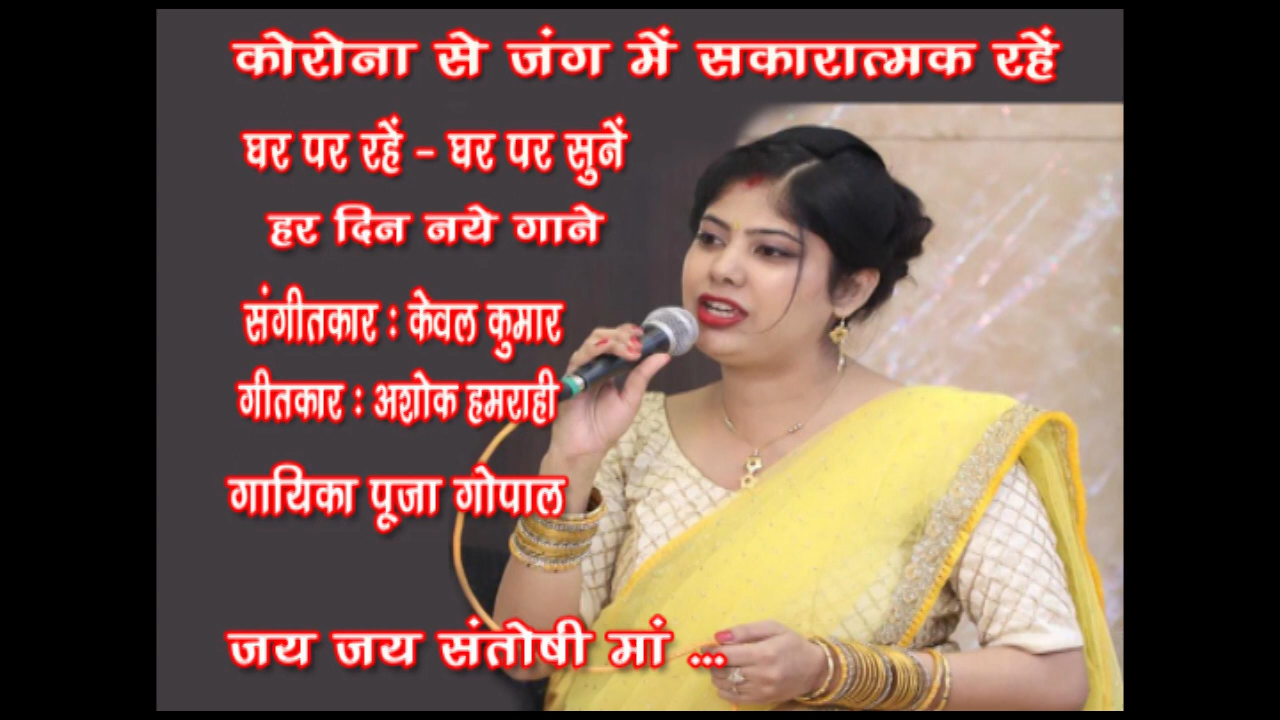 कोरोना से जंग में सकारात्मक रहें
घर पर रहें - घर पर सुनें
हर दिन नये गाने
संगीतकार : केवल कुमार
गीतकार : अशोक हमराही
गायिका पूजा गोपाल
जय जय संतोषी मां ...